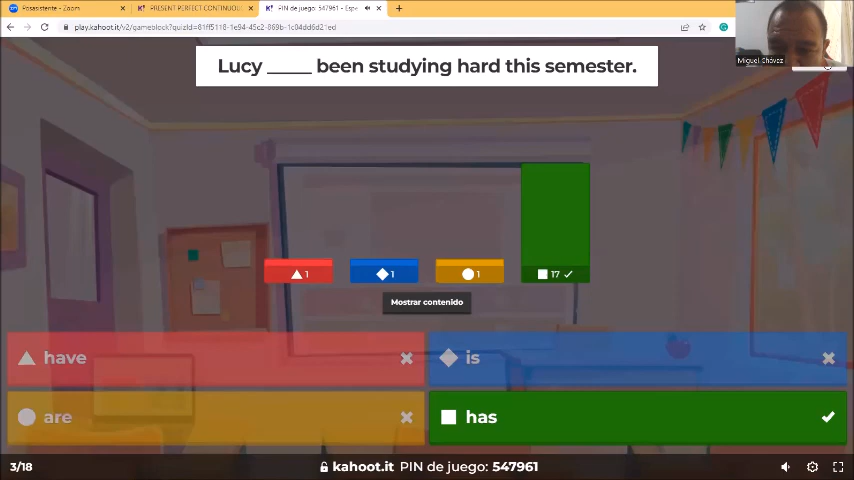 Posasistente - Zoom
PRESENT PERFECT CONTINUOUS
PIN de juego: 547961 - Esp
play.kahoot.it/v2/gameblock?quizId=81ff5118-1e94-45c2-869b-1c04dd6d21ed
Miguel Chávez
Lucy _____ been studying hard this semester.
1
1
1
17
Mostrar contenido
have
is
are
has
3/18
kahoot.it PIN de juego: 547961